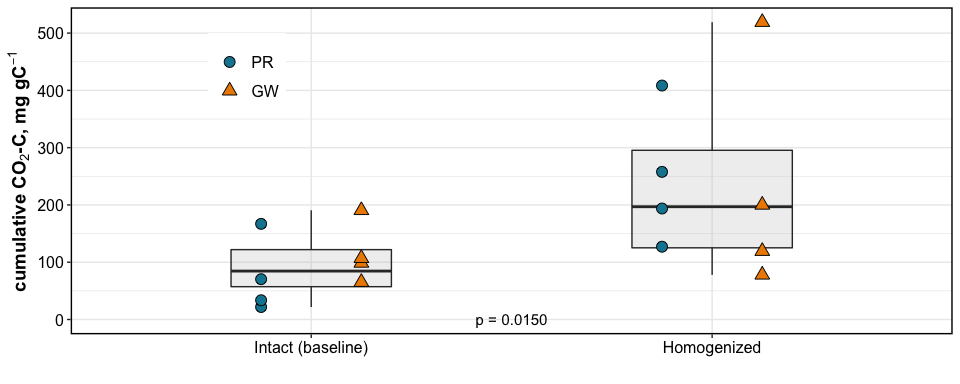 cumulative CO₂-C, mg gC⁻¹
500
400
300
200
100
0
PR
GW
p = 0.0150
Intact (baseline)
Homogenized